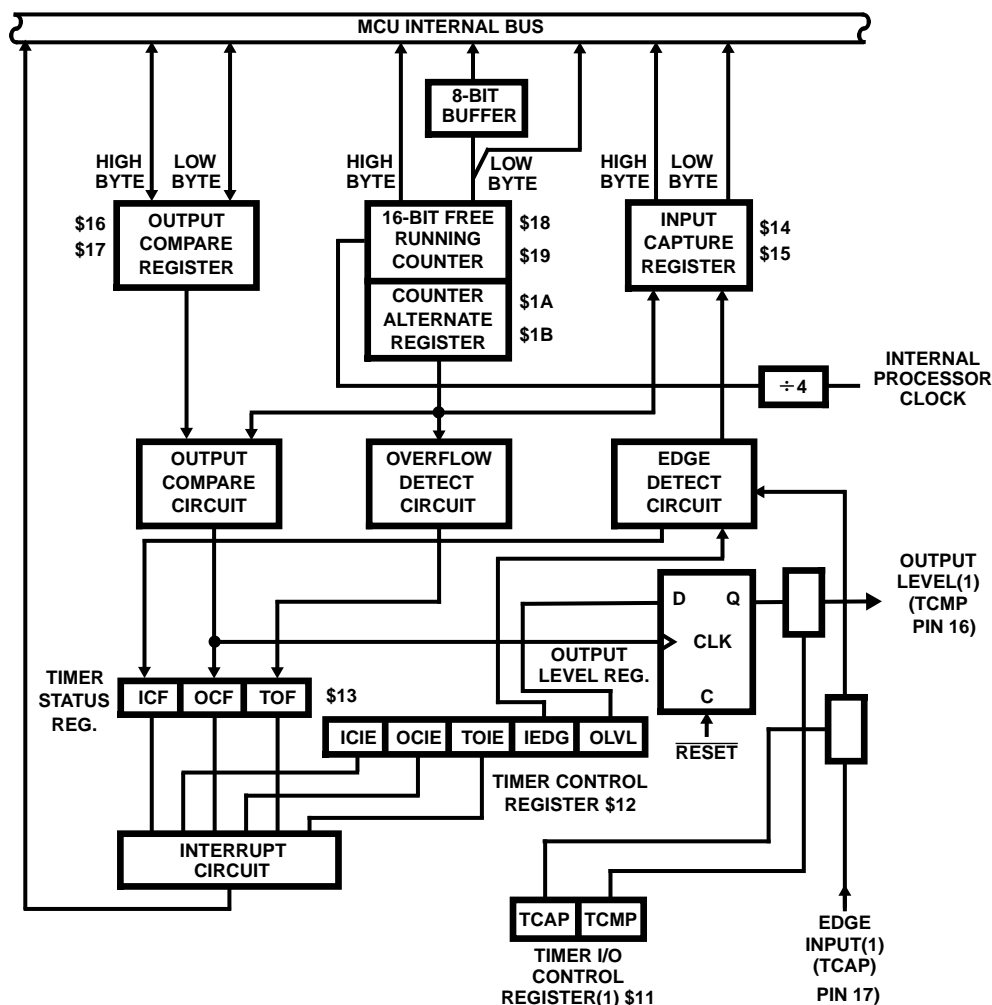 MCU INTERNAL BUS
8-BIT
BUFFER
HIGH
BYTE
LOW
BYTE
HIGH
BYTE
LOW
BYTE
HIGH
BYTE
LOW
BYTE
$16
$17
OUTPUT
COMPARE
REGISTER
16-BIT FREE
RUNNING
COUNTER
$18
$19
COUNTER
ALTERNATE
REGISTER
$1A
$1B
INPUT
CAPTURE
REGISTER
$14
$15
÷4
INTERNAL
PROCESSOR
CLOCK
OUTPUT
COMPARE
CIRCUIT
OVERFLOW
DETECT
CIRCUIT
EDGE
DETECT
CIRCUIT
D Q
CLK
C
RESET
OUTPUT
LEVEL REG.
OUTPUT
LEVEL(1)
(TCMP
PIN 16)
TIMER
STATUS
REG.
ICF OCF TOF
$13
ICIE OCIE TOIE IEDG OLVL
TIMER CONTROL
REGISTER $12
INTERRUPT
CIRCUIT
TCAP TCMP
TIMER I/O
CONTROL
REGISTER(1) $11
EDGE
INPUT(1)
(TCAP)
PIN 17)